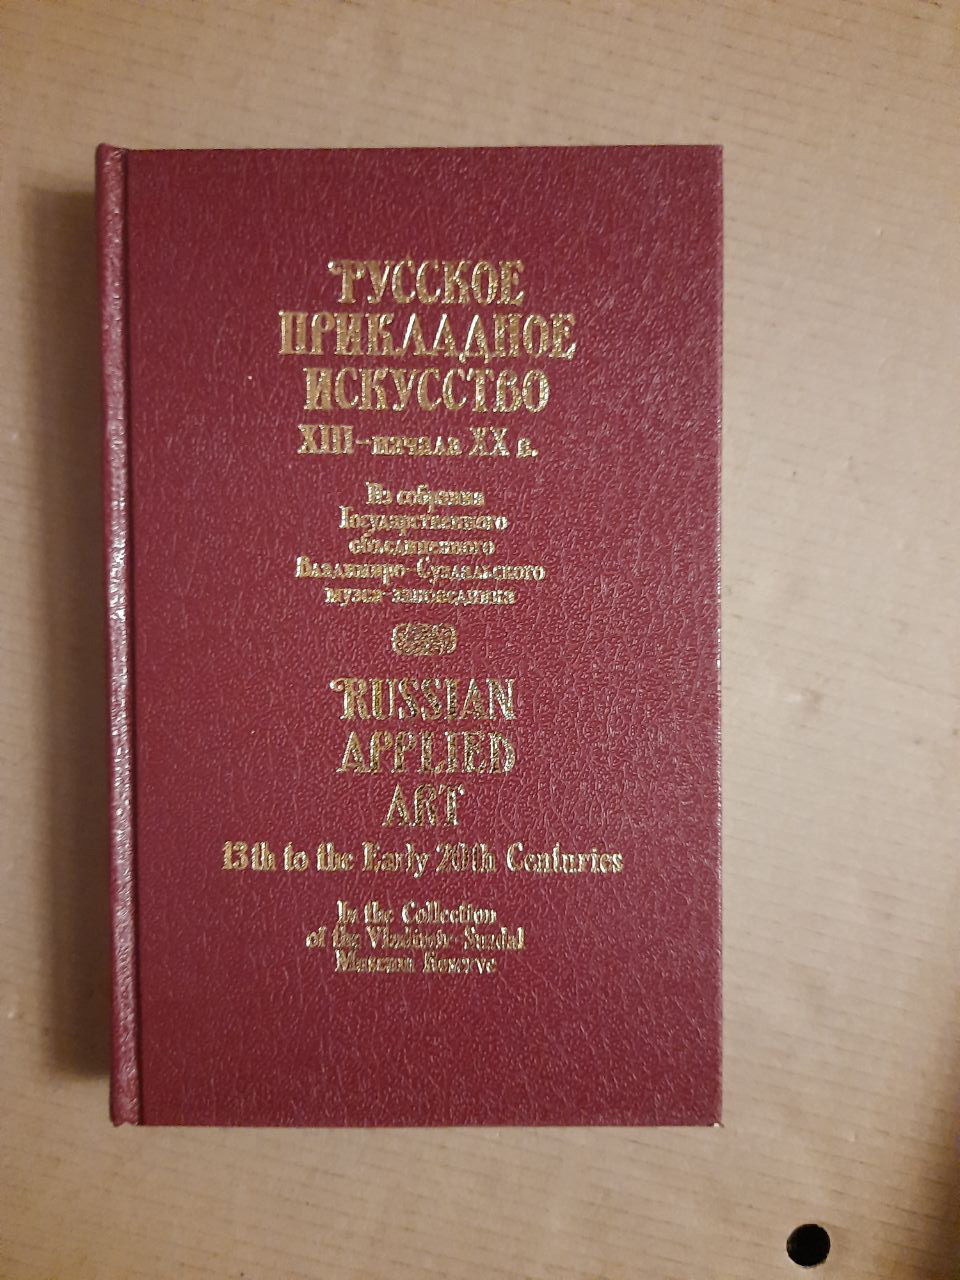 РУССКОЕ
ПРИКЛАДНОЕ
ИСКУССТВО
XIII–начала XX в.
Из собрания
Государственного
объединенного
Владимиро-Суздальского
музея-заповедника
RUSSIAN
APPLIED
ART
13th to the Early 20th Centuries
In the Collection
of the Vladimir-Suzdal
Museum Reserve